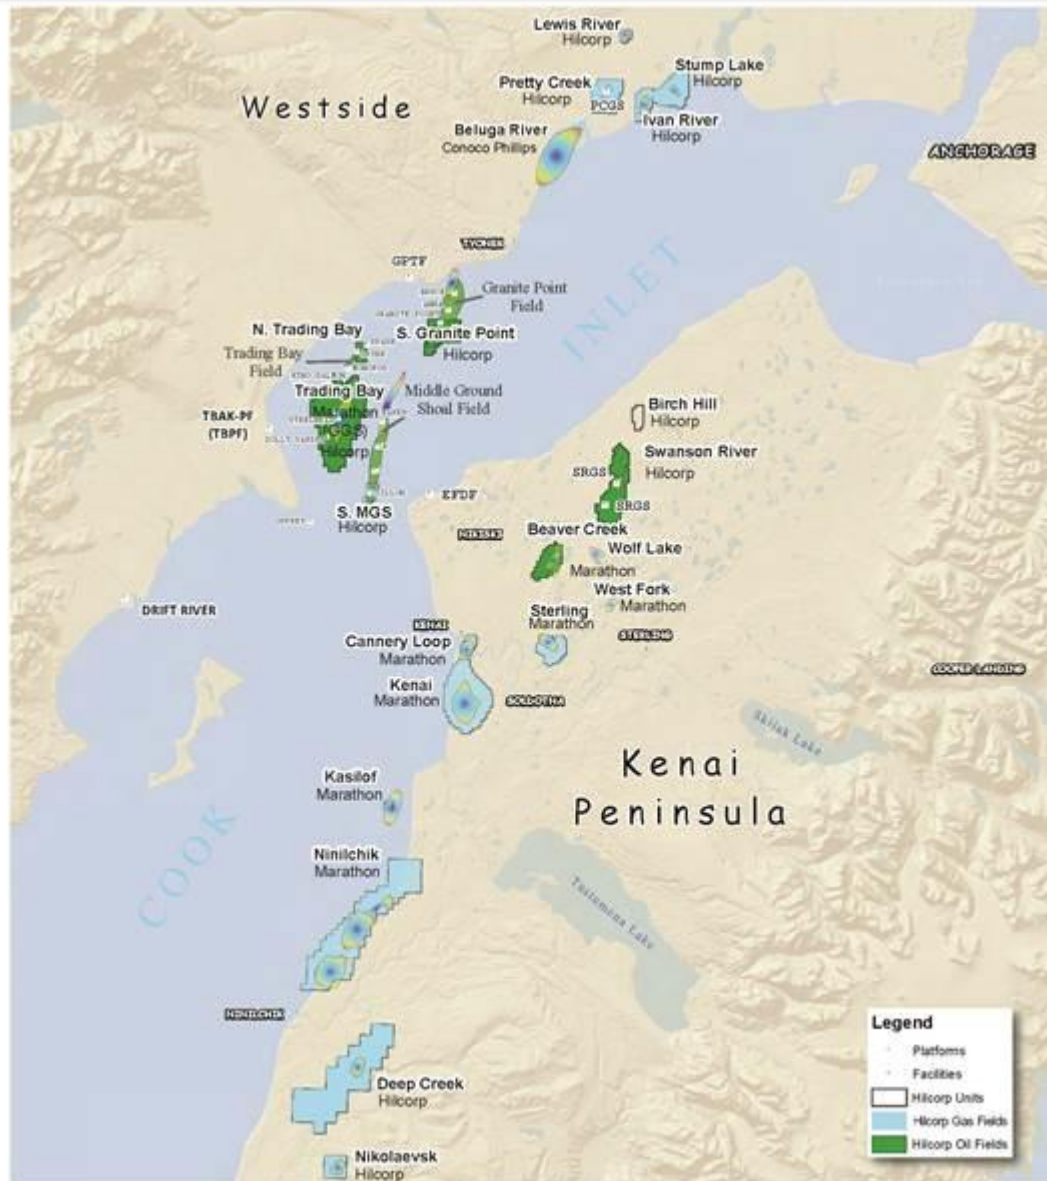 Lewis River
Hilcorp
Stump Lake
Hilcorp
Pretty Creek
Hilcorp
PCGS
Ivan River
Hilcorp
Westside
Beluga River
Conoco Phillips
ANCHORAGE
TYONEK
GPTF
Granite Point
Field
N. Trading Bay
S. Granite Point
Hilcorp
Trading Bay
Field
Trading Bay
Marathon
(GGS)
Hilcorp
Middle Ground
Shoal Field
TBAK-PF
(TBPF)
INLET
Birch Hill
Hilcorp
Swanson River
Hilcorp
SRGS
SRGS
EFDF
S. MGS
Hilcorp
NIKISKI
Beaver Creek
Marathon
Wolf Lake
West Fork
Marathon
DRIFT RIVER
Sterling
Marathon
STERLING
KENAI
Cannery Loop
Marathon
Kenai
Marathon
SOLDOTNA
COOPER LANDING
Skilak Lake
Kenai
Peninsula
Kasilof
Marathon
COOK
Ninilchik
Marathon
Tustumena Lake
NINILCHIK
Deep Creek
Hilcorp
Nikolaevsk
Hilcorp
Legend
Platforms
Facilities
Hilcorp Units
Hilcorp Gas Fields
Hilcorp Oil Fields